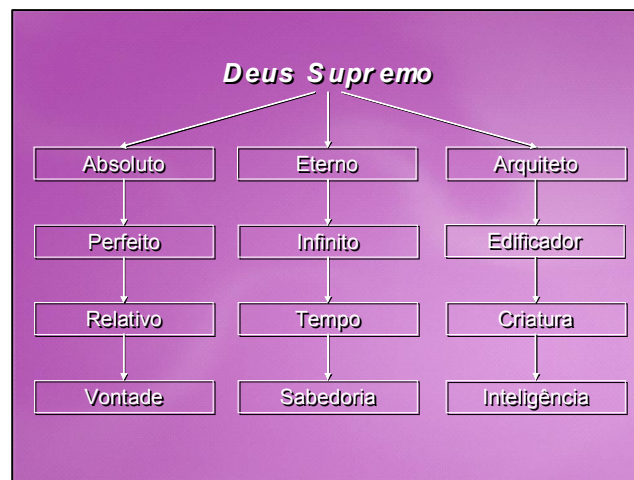 Deus Supremo
Absoluto Eterno Arquiteto
Perfeito Infinito Edificador
Relativo Tempo Criatura
Vontade Sabedoria Inteligência